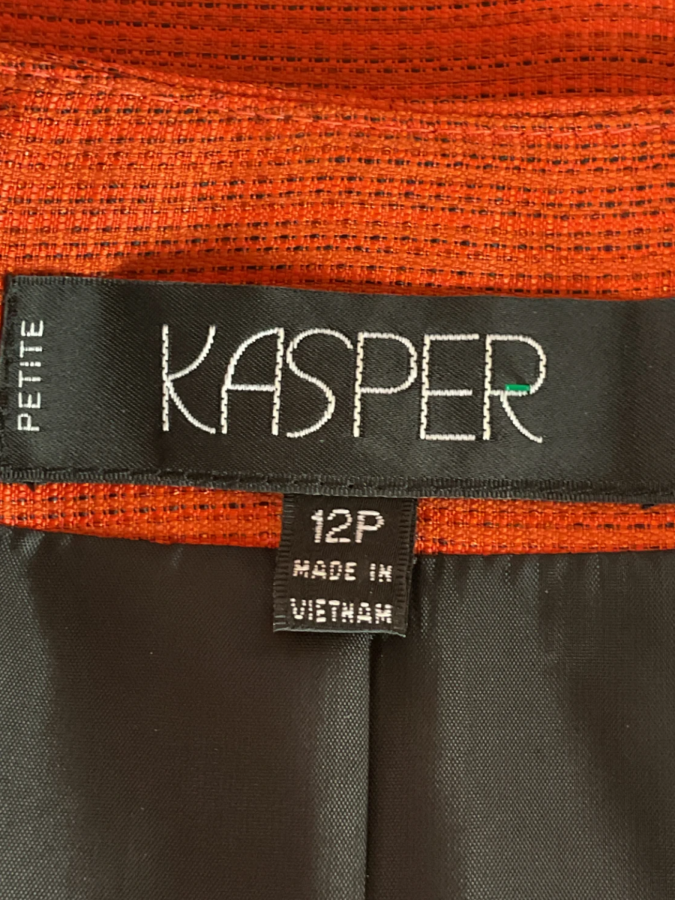 PETITE
KASPER
12P
MADE IN
VIETNAM